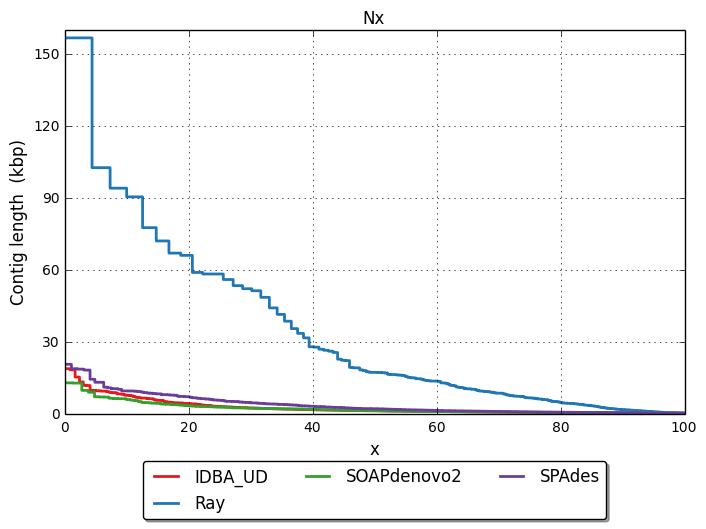 Nx
150
120
90
60
30
0
Contig length (kbp)
0 20 40 60 80 100
x
IDBA_UD SOAPdenovo2 SPAdes
Ray